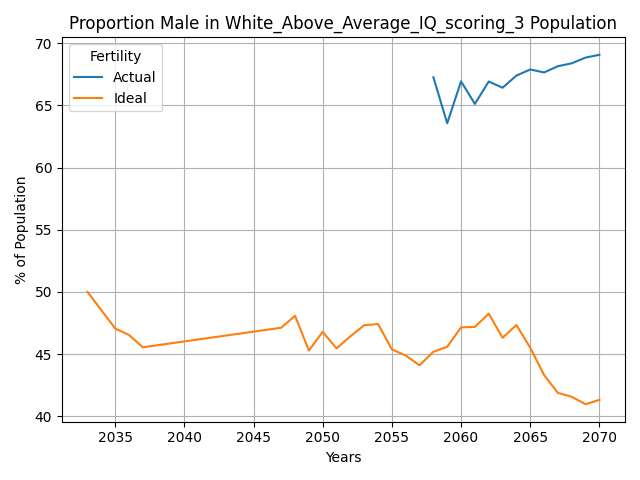 Proportion Male in White_Above_Average_IQ_scoring_3 Population
Fertility
Actual
Ideal
70
65
60
55
50
45
40
% of Population
2035 2040 2045 2050 2055 2060 2065 2070
Years